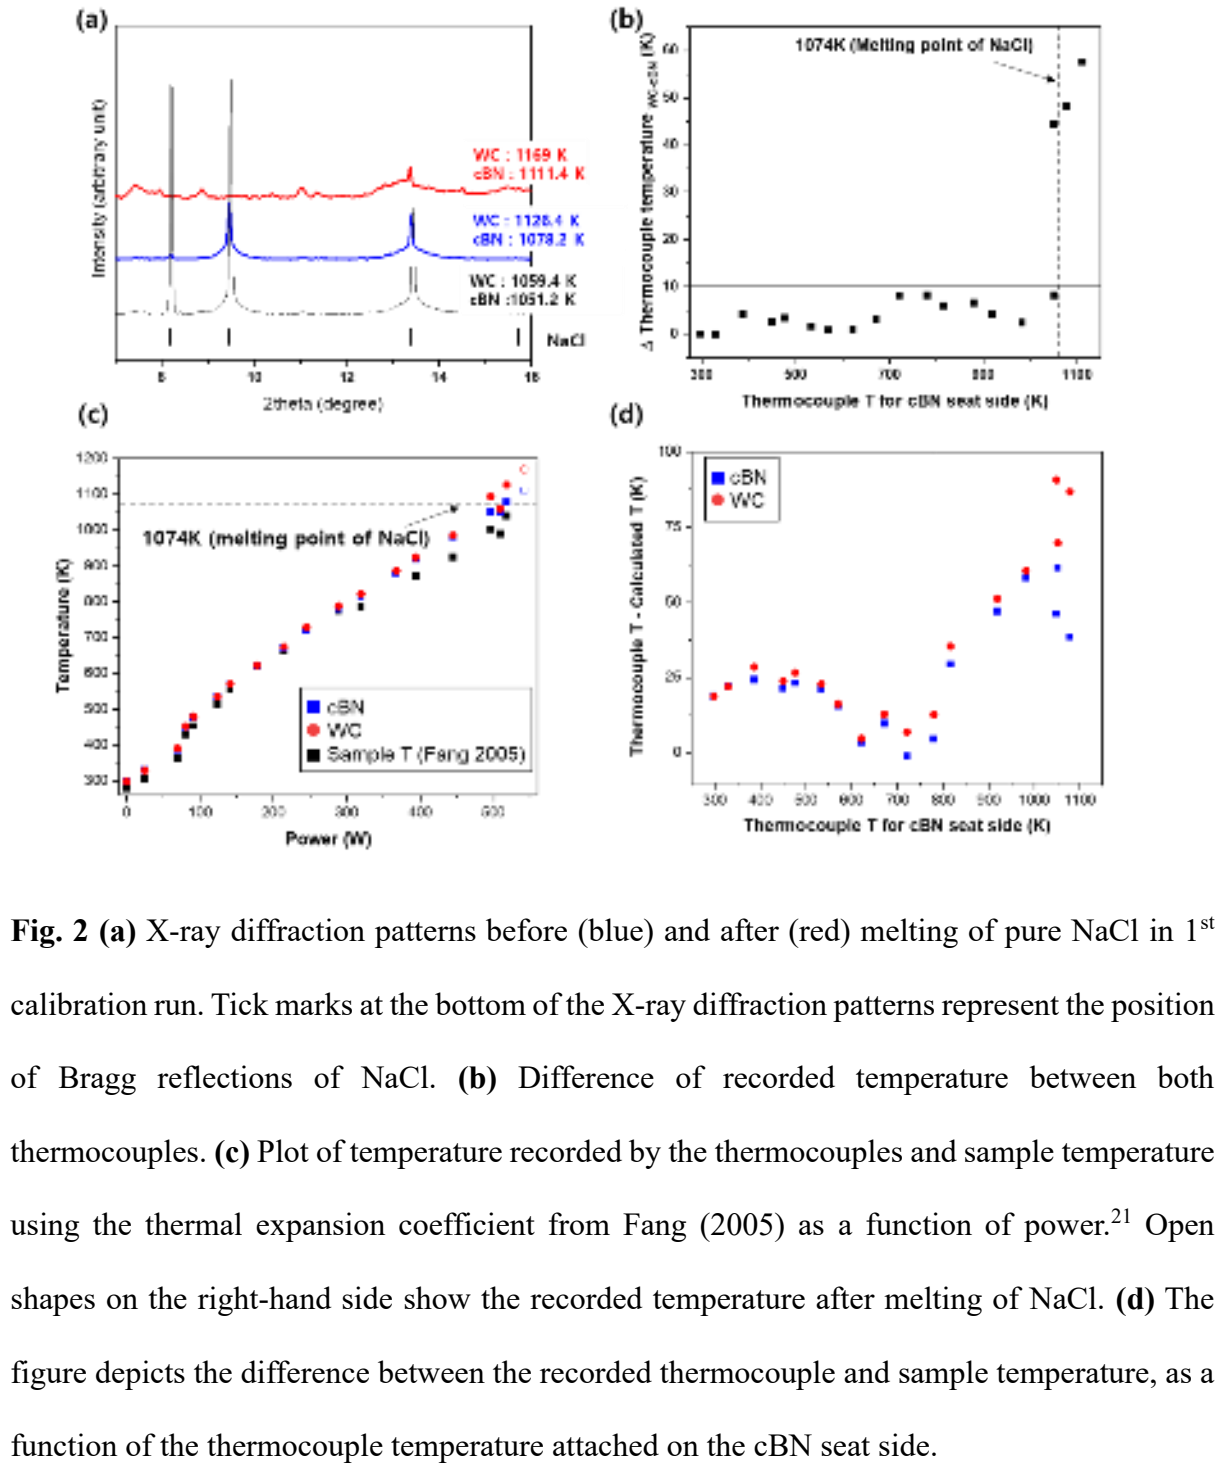 (a)
Intensity (arbitrary unit)
WC : 1169 K
cBN : 1111.4 K
WC : 1126.4 K
cBN : 1078.2 K
WC : 1059.4 K
cBN :1051.2 K
NaCl
8 10 12 14 16
2theta (degree)
(b)
Δ Thermocouple temperature WC-cBN (K)
1074K (Melting point of NaCl)
60
50
40
30
20
10
0
300 500 700 900 1100
Thermocouple T for cBN seat side (K)
(c)
Temperature (K)
1200
1100
1000
900
800
700
600
500
400
300
1074K (melting point of NaCl)
cBN
WC
Sample T (Fang 2005)
0 100 200 300 400 500
Power (W)
(d)
Thermocouple T - Calculated T (K)
100
75
50
25
0
cBN
WC
300 400 500 600 700 800 900 1000 1100
Thermocouple T for cBN seat side (K)
Fig. 2 (a) X-ray diffraction patterns before (blue) and after (red) melting of pure NaCl in 1st
calibration run. Tick marks at the bottom of the X-ray diffraction patterns represent the position
of Bragg reflections of NaCl. (b) Difference of recorded temperature between both
thermocouples. (c) Plot of temperature recorded by the thermocouples and sample temperature
using the thermal expansion coefficient from Fang (2005) as a function of power.21 Open
shapes on the right-hand side show the recorded temperature after melting of NaCl. (d) The
figure depicts the difference between the recorded thermocouple and sample temperature, as a
function of the thermocouple temperature attached on the cBN seat side.